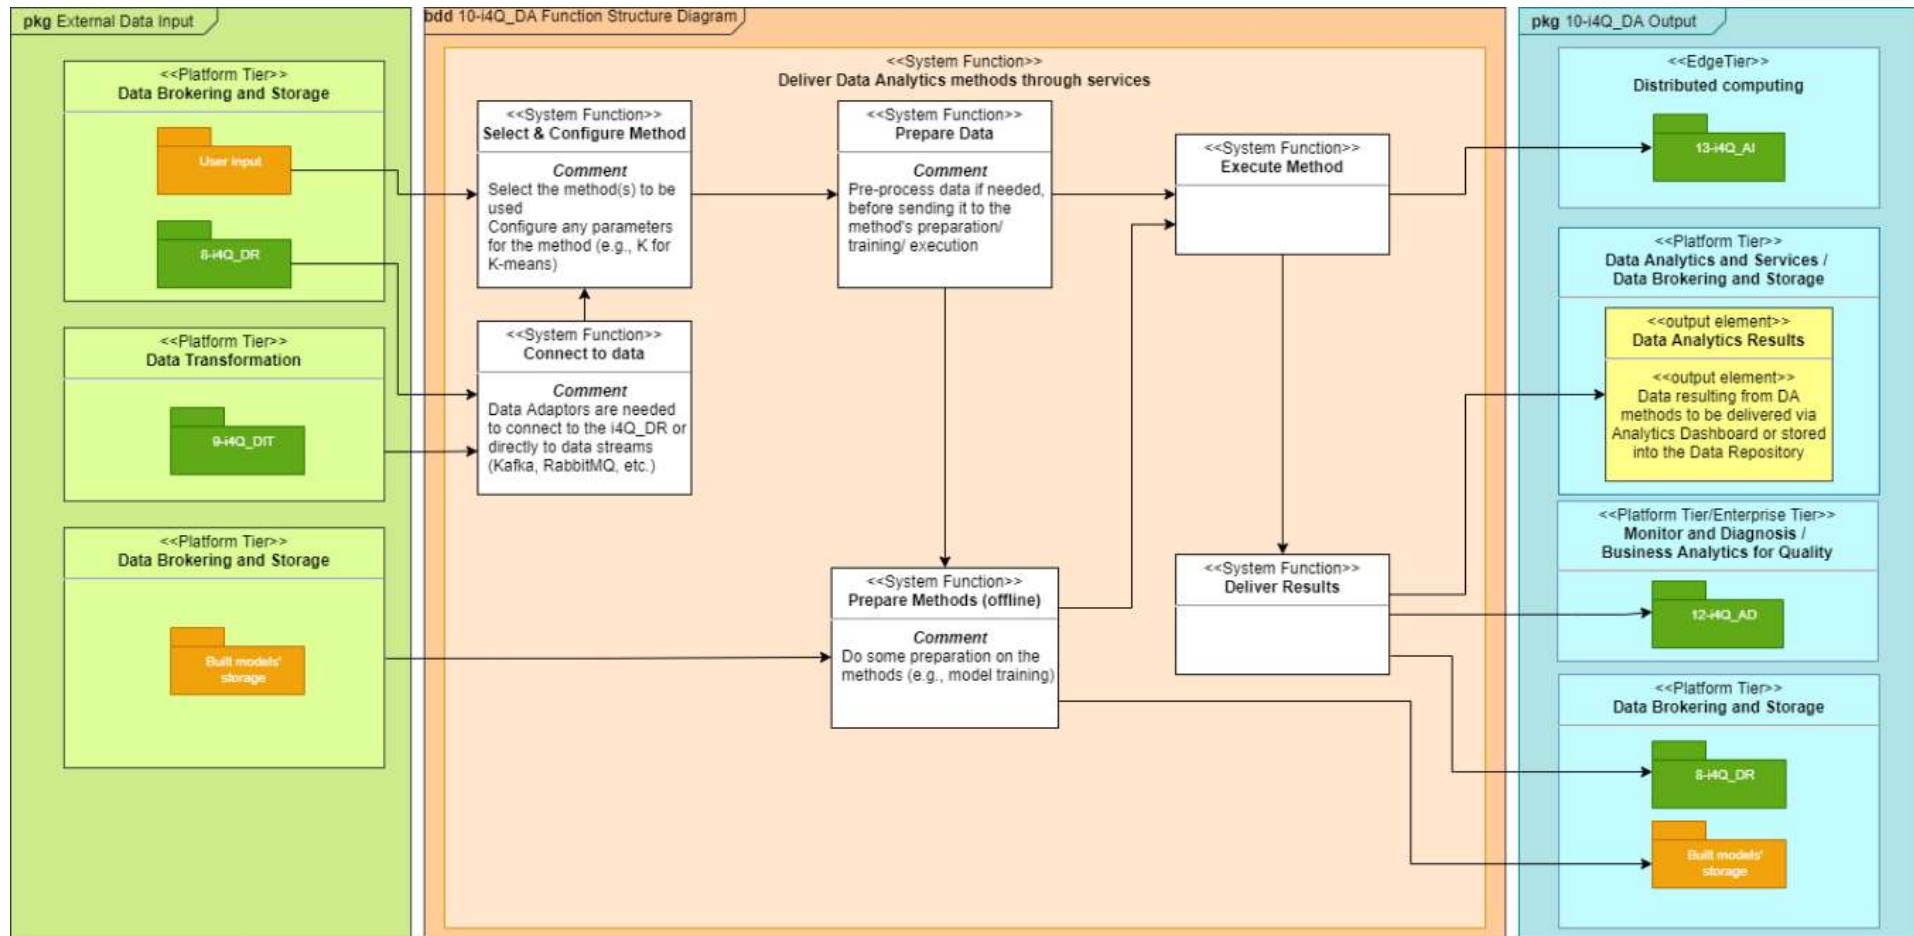 pkg External Data Input
<<Platform Tier>>
Data Brokering and Storage
User Input
8-i4Q_DR
<<Platform Tier>>
Data Transformation
9-i4Q_DIT
<<Platform Tier>>
Data Brokering and Storage
Built models'
storage
bdd 10-i4Q_DA Function Structure Diagram
<<System Function>>
Deliver Data Analytics methods through services
<<System Function>>
Select & Configure Method
Comment
Select the method(s) to be
used
Configure any parameters
for the method (e.g., K for
K-means)
<<System Function>>
Connect to data
Comment
Data Adaptors are needed
to connect to the i4Q_DR or
directly to data streams
(Kafka, RabbitMQ, etc.)
<<System Function>>
Prepare Data
Comment
Pre-process data if needed,
before sending it to the
method's preparation/
training/ execution
<<System Function>>
Prepare Methods (offline)
Comment
Do some preparation on the
methods (e.g., model training)
<<System Function>>
Execute Method
<<System Function>>
Deliver Results
pkg 10-i4Q_DA Output
<<EdgeTier>>
Distributed computing
13-i4Q_AI
<<Platform Tier>>
Data Analytics and Services /
Data Brokering and Storage
<<output element>>
Data Analytics Results
<<output element>>
Data resulting from DA
methods to be delivered via
Analytics Dashboard or stored
into the Data Repository
<<Platform Tier/Enterprise Tier>>
Monitor and Diagnosis /
Business Analytics for Quality
12-i4Q_AD
<<Platform Tier>>
Data Brokering and Storage
8-i4Q_DR
Built models'
storage